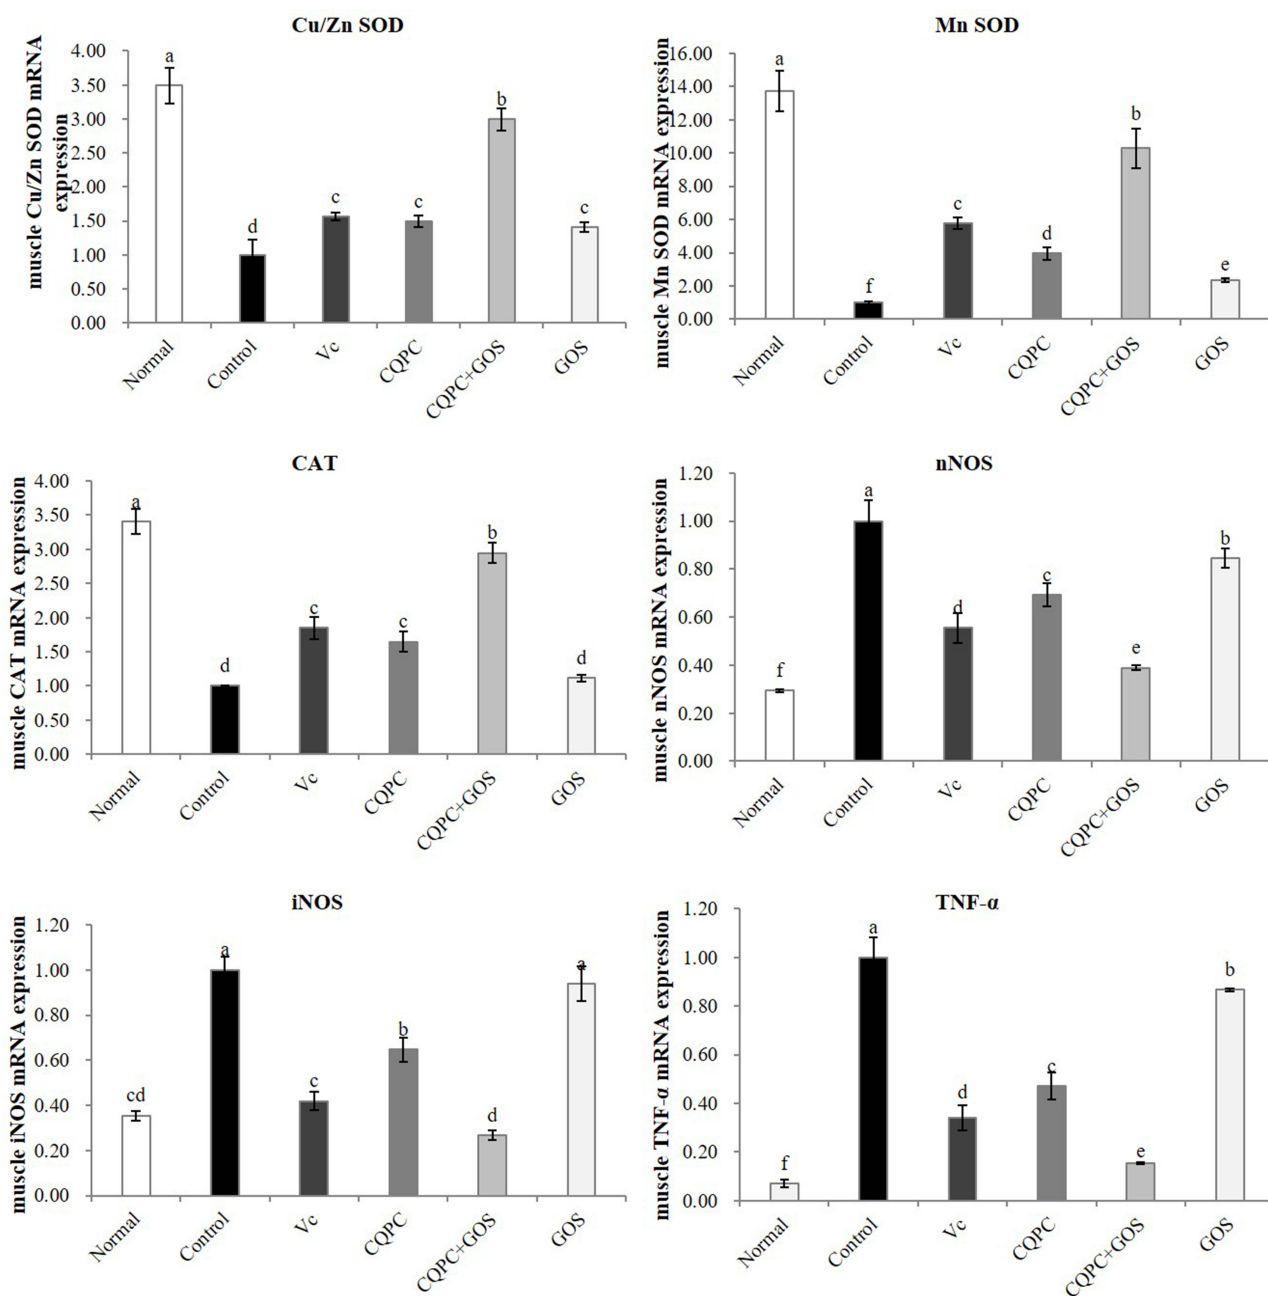 Cu/Zn SOD
muscle Cu/Zn SOD mRNA
expression
4.00
3.50
3.00
2.50
2.00
1.50
1.00
0.50
0.00
a
d
c
c
b
c
Normal
Control
Vc
CQPC
CQPC+GOS
GOS
Mn SOD
muscle Mn SOD mRNA expression
16.00
14.00
12.00
10.00
8.00
6.00
4.00
2.00
0.00
a
f
c
d
b
e
Normal
Control
Vc
CQPC
CQPC+GOS
GOS
CAT
muscle CAT mRNA expression
4.00
3.50
3.00
2.50
2.00
1.50
1.00
0.50
0.00
a
d
c
c
b
d
Normal
Control
Vc
CQPC
CQPC+GOS
GOS
nNOS
muscle nNOS mRNA expression
1.20
1.00
0.80
0.60
0.40
0.20
0.00
f
a
d
c
e
b
Normal
Control
Vc
CQPC
CQPC+GOS
GOS
iNOS
muscle iNOS mRNA expression
1.20
1.00
0.80
0.60
0.40
0.20
0.00
cd
a
c
b
d
a
Normal
Control
Vc
CQPC
CQPC+GOS
GOS
TNF-α
muscle TNF-α mRNA expression
1.20
1.00
0.80
0.60
0.40
0.20
0.00
f
a
d
c
e
b
Normal
Control
Vc
CQPC
CQPC+GOS
GOS